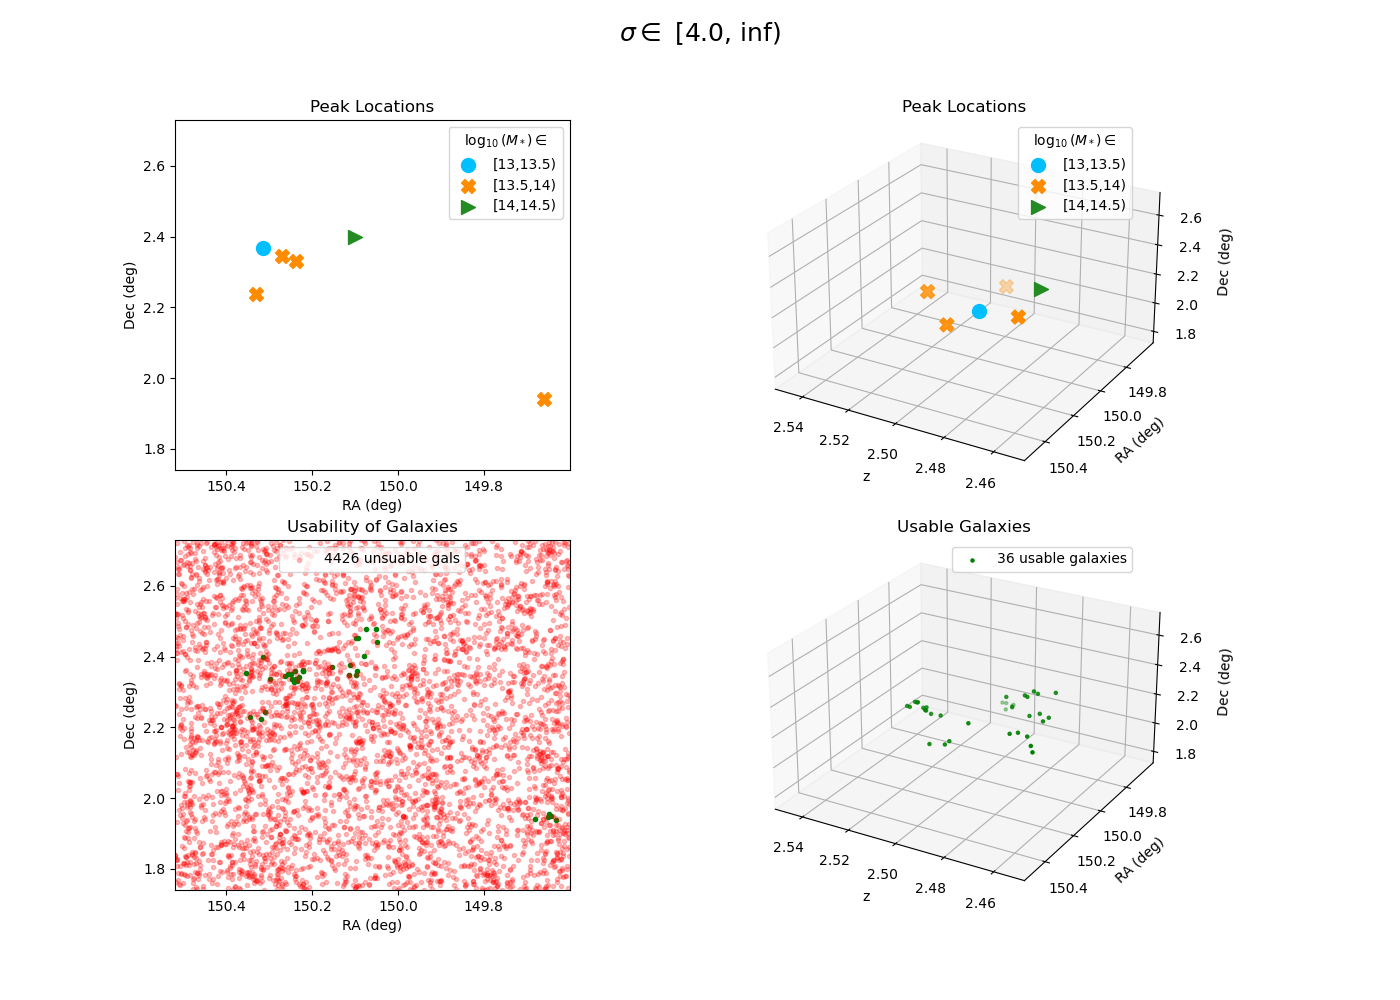 σ ∈ [4.0, inf)
Peak Locations
log₁₀(M*) ∈
[13,13.5)
[13.5,14)
[14,14.5)
2.6
2.4
2.2
2.0
1.8
Dec (deg)
150.4 150.2 150.0 149.8
RA (deg)
Peak Locations
log₁₀(M*) ∈
[13,13.5)
[13.5,14)
[14,14.5)
2.6
2.4
2.2
2.0
1.8
Dec (deg)
149.8
150.0
150.2
150.4
RA (deg)
2.54
2.52
2.50
2.48
2.46
z
Usability of Galaxies
4426 unsuable gals
2.6
2.4
2.2
2.0
1.8
Dec (deg)
150.4 150.2 150.0 149.8
RA (deg)
Usable Galaxies
36 usable galaxies
2.6
2.4
2.2
2.0
1.8
Dec (deg)
149.8
150.0
150.2
150.4
RA (deg)
2.54
2.52
2.50
2.48
2.46
z